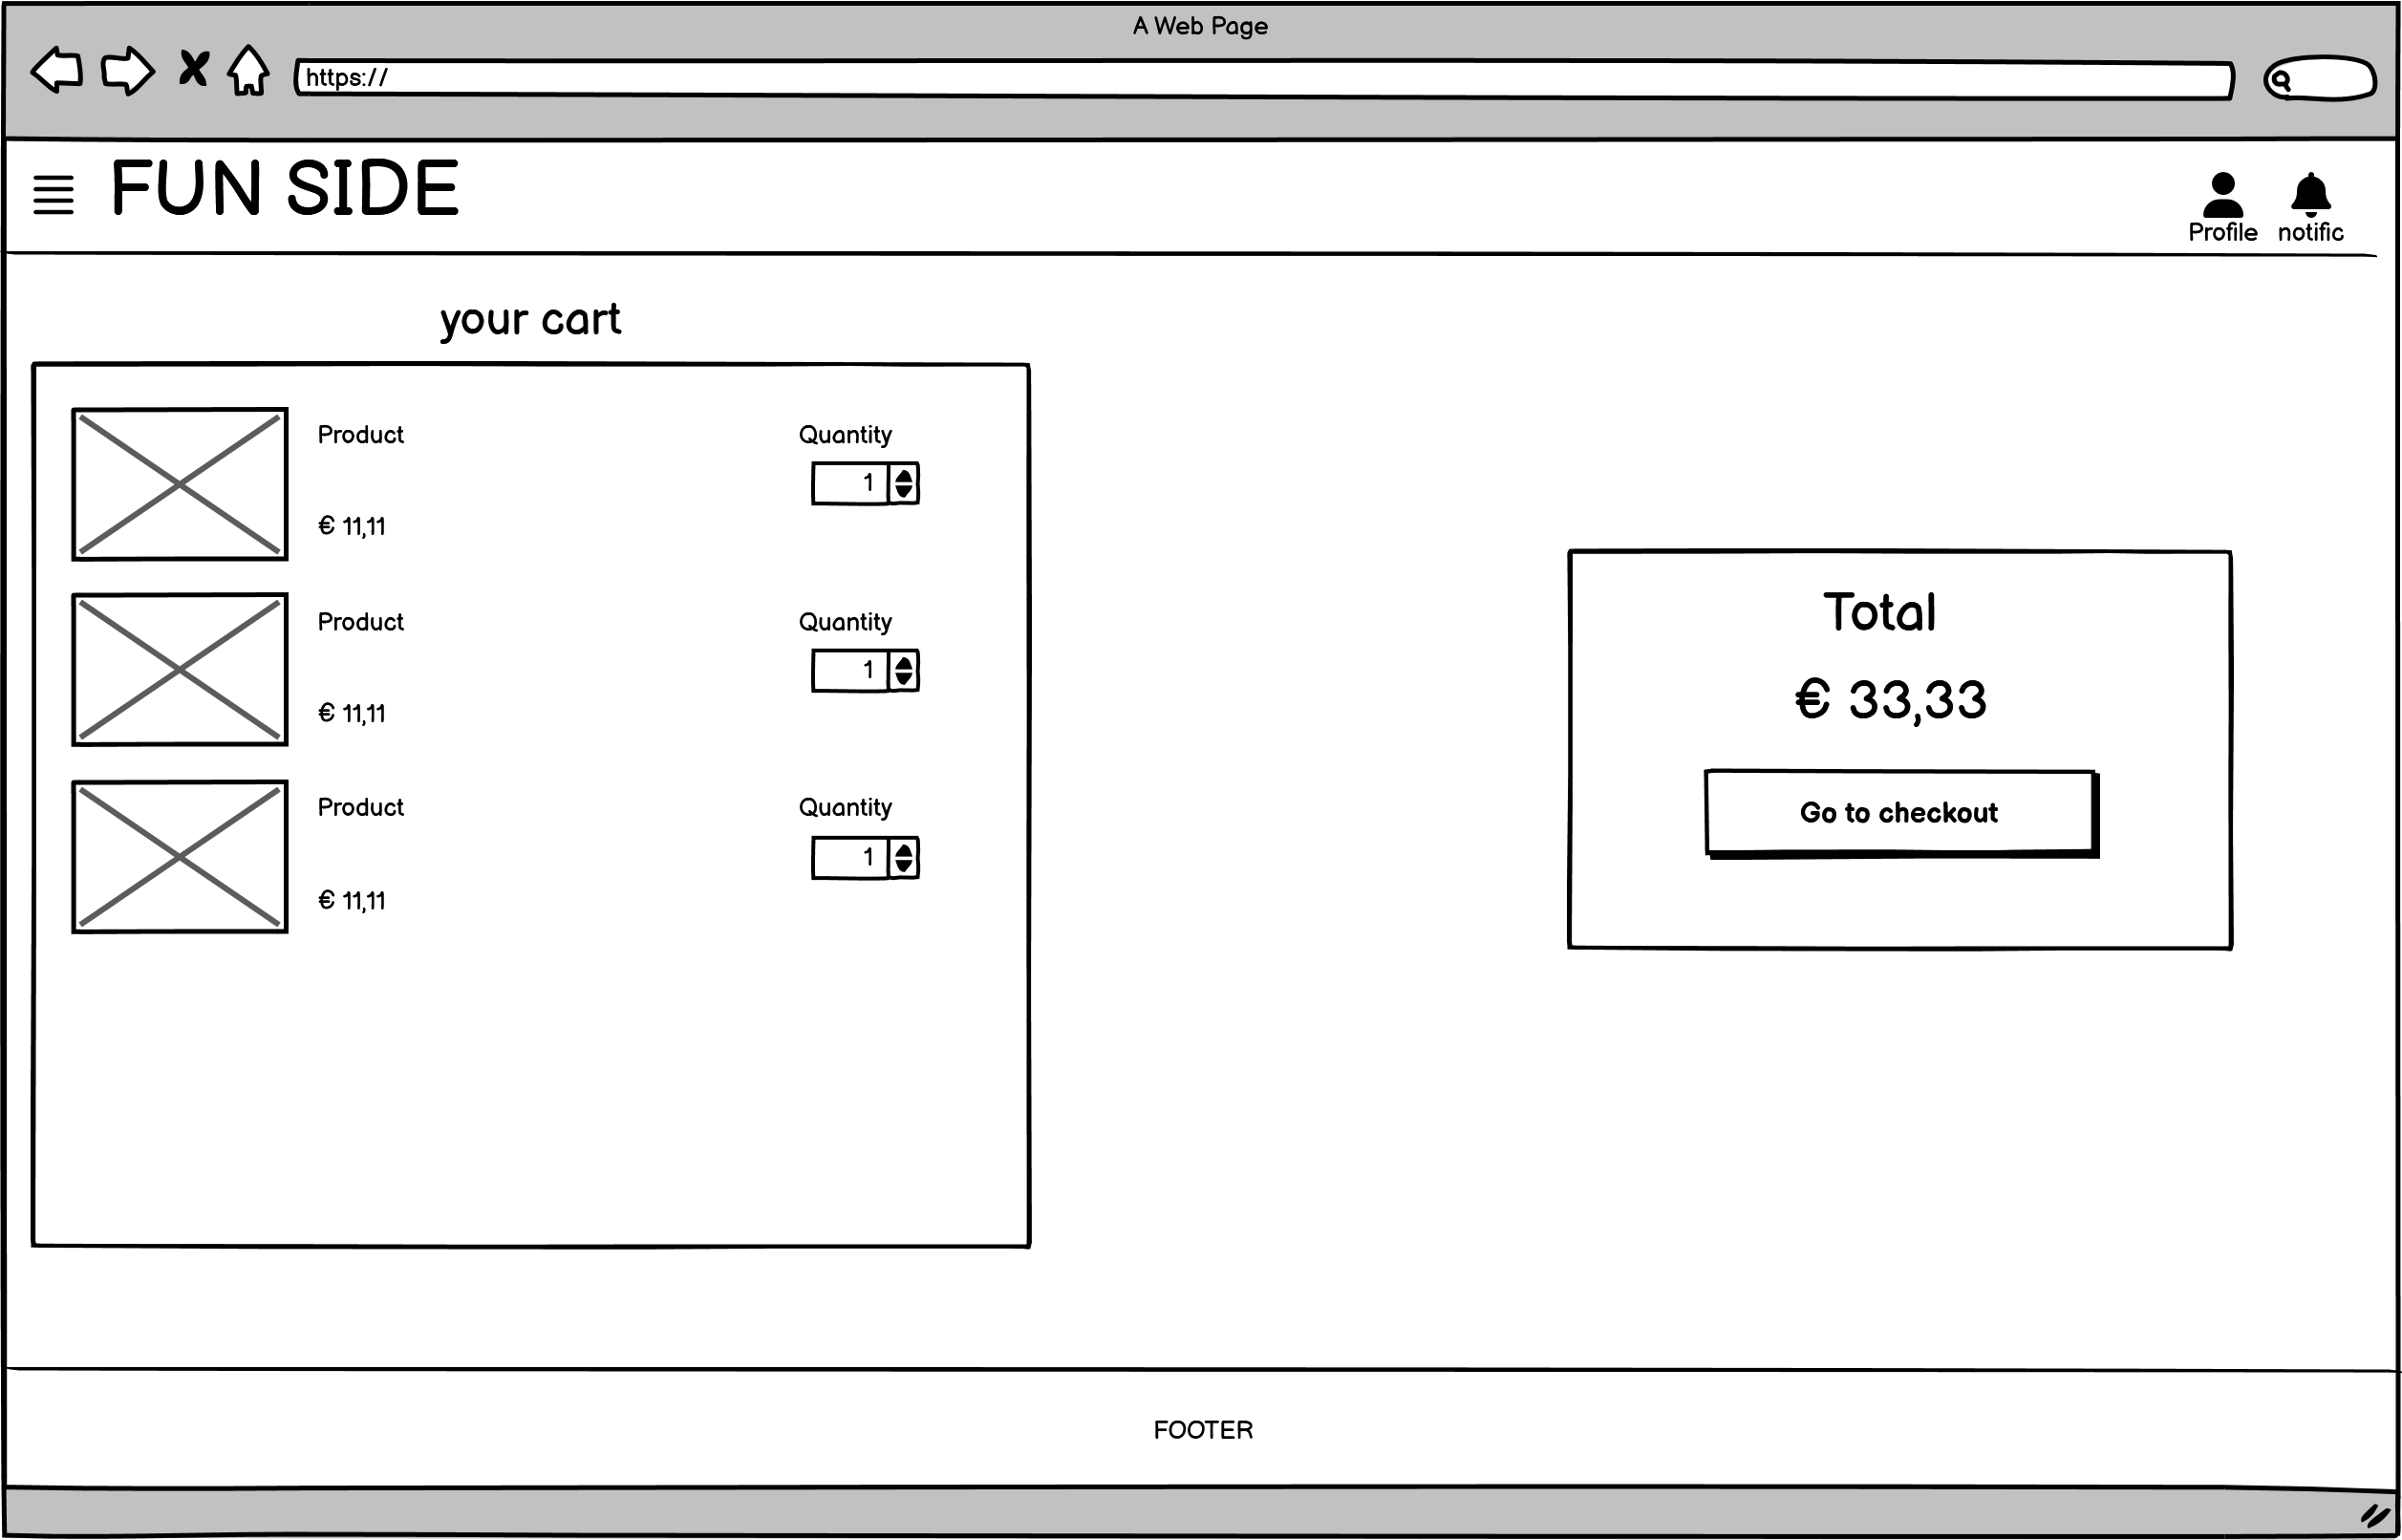 A Web Page
https://
FUN SIDE
Profile
notific
your cart
Product
Quantity
1
€ 11,11
Product
Quantity
1
€ 11,11
Product
Quantity
1
€ 11,11
Total
€ 33,33
Go to checkout
FOOTER